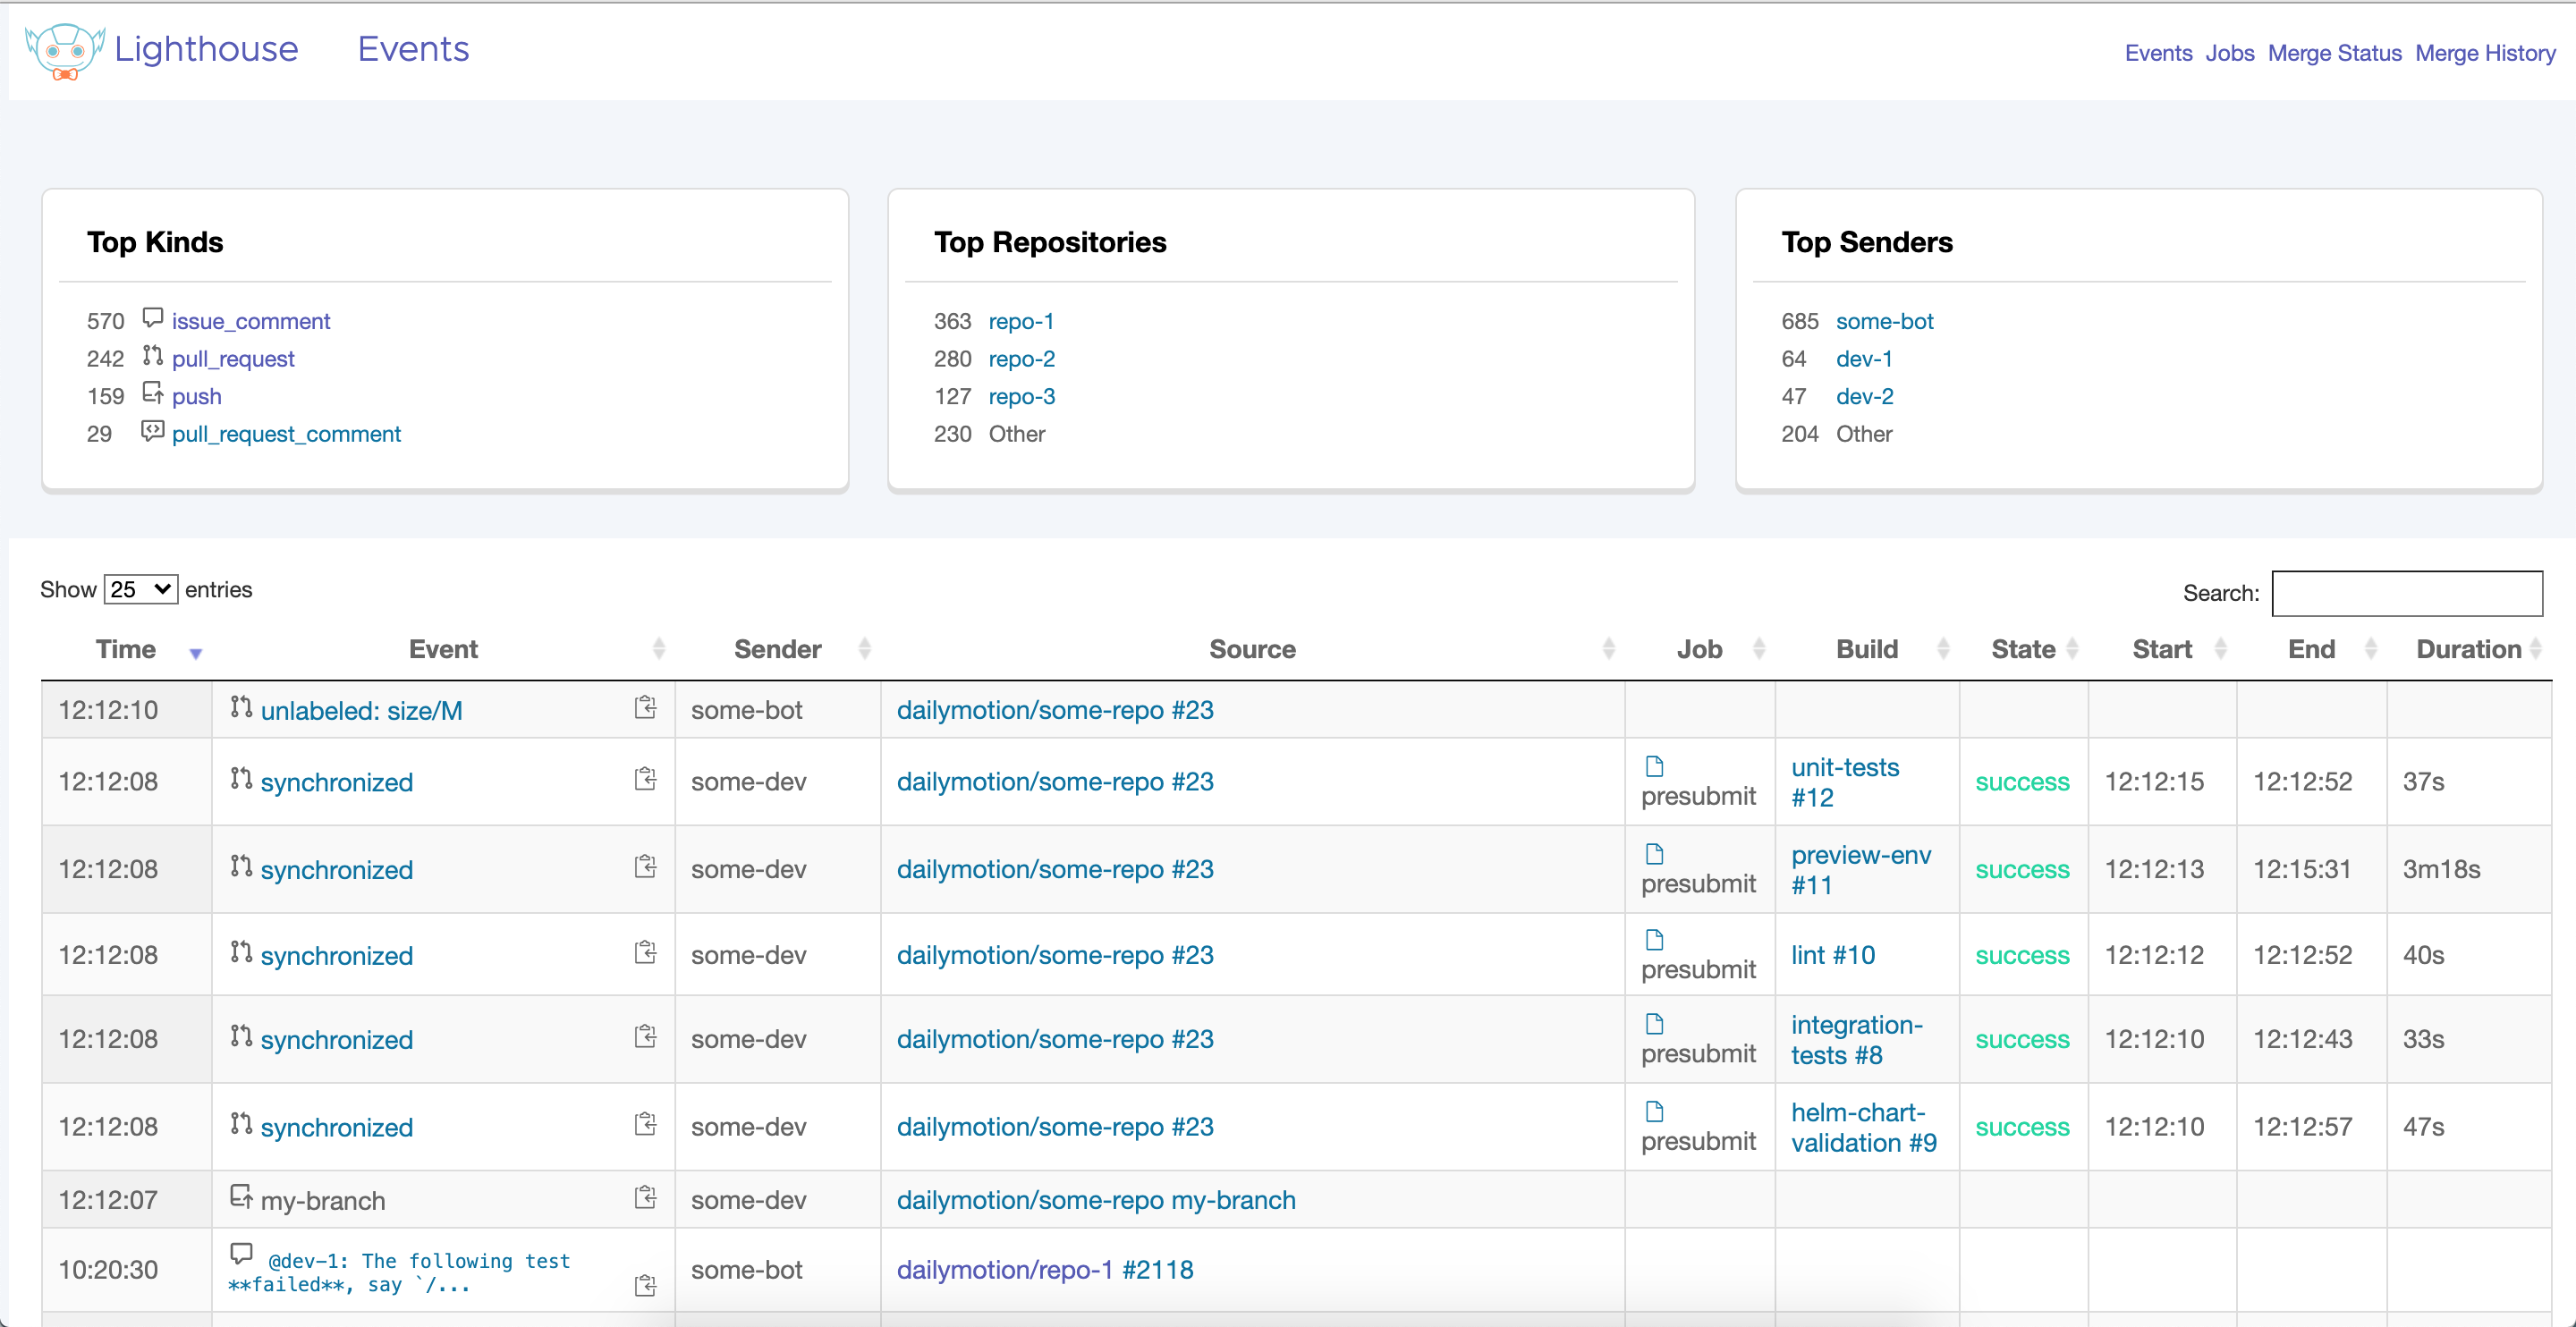 Lighthouse Events Events Jobs Merge Status Merge History
Top Kinds
570 issue_comment
242 pull_request
159 push
29 pull_request_comment
Top Repositories
363 repo-1
280 repo-2
127 repo-3
230 Other
Top Senders
685 some-bot
64 dev-1
47 dev-2
204 Other
Show 25 entries Search:
Time Event Sender Source Job Build State Start End Duration
12:12:10 unlabeled: size/M some-bot dailymotion/some-repo #23
12:12:08 synchronized some-dev dailymotion/some-repo #23 presubmit unit-tests #12 success 12:12:15 12:12:52 37s
12:12:08 synchronized some-dev dailymotion/some-repo #23 presubmit preview-env #11 success 12:12:13 12:15:31 3m18s
12:12:08 synchronized some-dev dailymotion/some-repo #23 presubmit lint #10 success 12:12:12 12:12:52 40s
12:12:08 synchronized some-dev dailymotion/some-repo #23 presubmit integration-tests #8 success 12:12:10 12:12:43 33s
12:12:08 synchronized some-dev dailymotion/some-repo #23 presubmit helm-chart-validation #9 success 12:12:10 12:12:57 47s
12:12:07 my-branch some-dev dailymotion/some-repo my-branch
10:20:30 @dev-1: The following test **failed**, say `/... some-bot dailymotion/repo-1 #2118